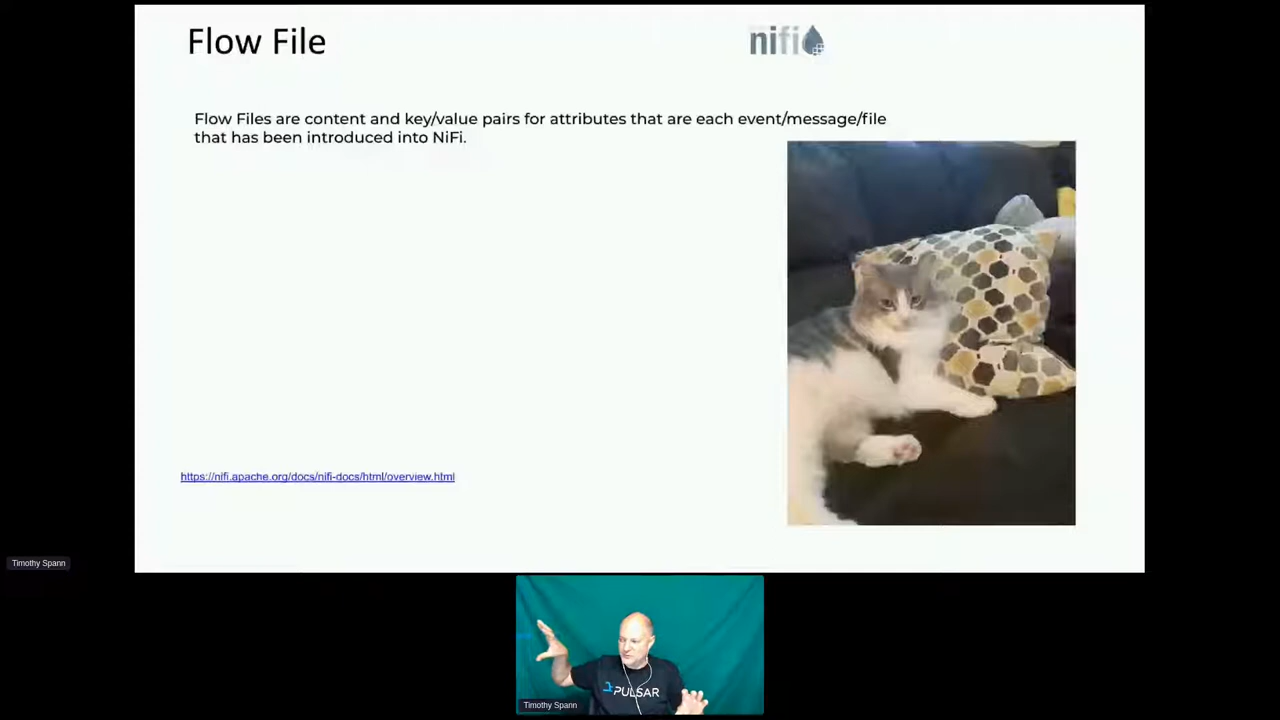 Flow File
nifi
Flow Files are content and key/value pairs for attributes that are each event/message/file
that has been introduced into NiFi.
https://nifi.apache.org/docs/nifi-docs/html/overview.html
Timothy Spann
PULSAR
Timothy Spann